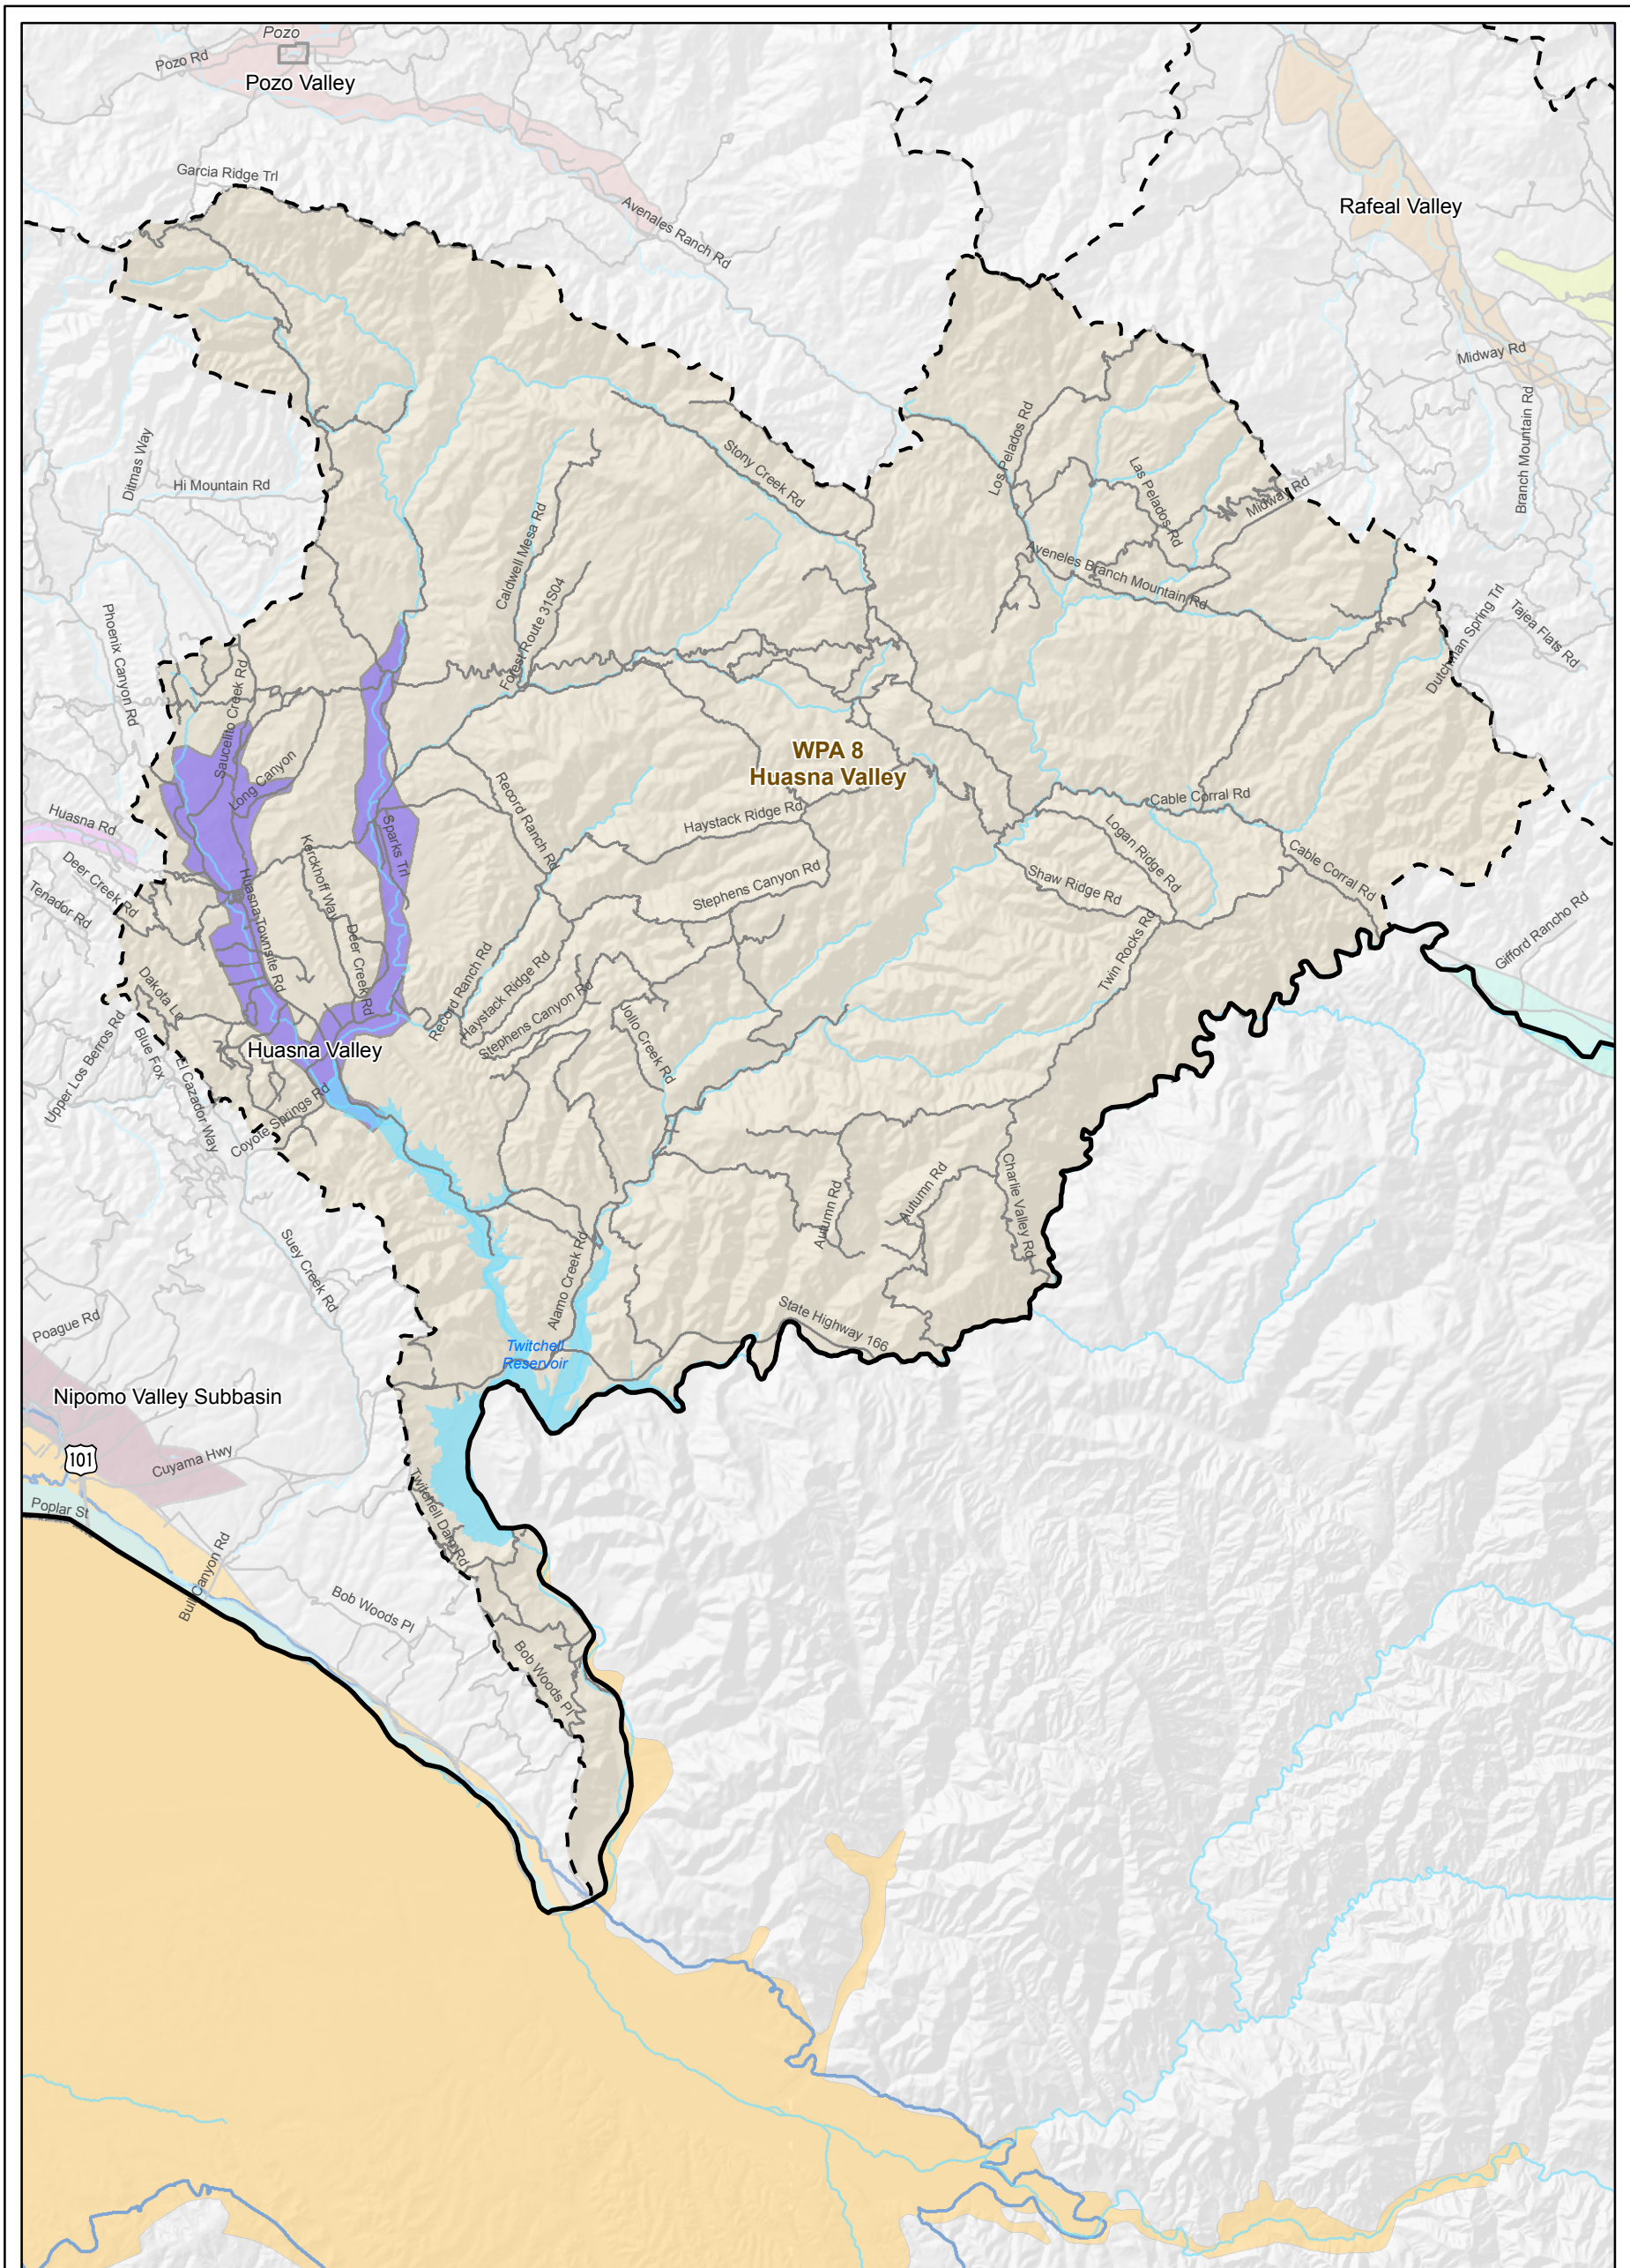 Pozo
Pozo Rd
Pozo Valley
Garcia Ridge Trl
Avenales Ranch Rd
Rafeal Valley
Midway Rd
Branch Mountain Rd
Ditmas Way
Hi Mountain Rd
Stony Creek Rd
Los Pelados Rd
Las Pelados Rd
Midway Rd
Caldwell Mesa Rd
Forest Route 31S04
Aveneles Branch Mountain Rd
Dutchman Spring Trl
Tajea Flatts Rd
Phoenix Canyon Rd
Saucelito Creek Rd
Long Canyon
WPA 8
Huasna Valley
Huasna Rd
Deer Creek Rd
Tenador Rd
Kerckhoff Way
Sparks Trl
Record Ranch Rd
Haystack Ridge Rd
Stephens Canyon Rd
Cable Corral Rd
Logan Ridge Rd
Shaw Ridge Rd
Cable Corral Rd
Gifford Rancho Rd
Twin Rocks Rd
Huasna Townsite Rd
Deer Creek Rd
Record Ranch Rd
Haystack Ridge Rd
Stephens Canyon Rd
Jollo Creek Rd
Dakota Ln
Upper Los Berros Rd
Blue Fox
El Cazador Way
Huasna Valley
Coyote Springs Rd
Suey Creek Rd
Alamo Creek Rd
Autumn Rd
Autumn Rd
Charlie Valley Rd
State Highway 166
Twitchell
Reservoir
Poague Rd
Nipomo Valley Subbasin
101
Cuyama Hwy
Poplar St
Twitchell Dam Rd
Bull Canyon Rd
Bob Woods Pl
Bob Woods Pl